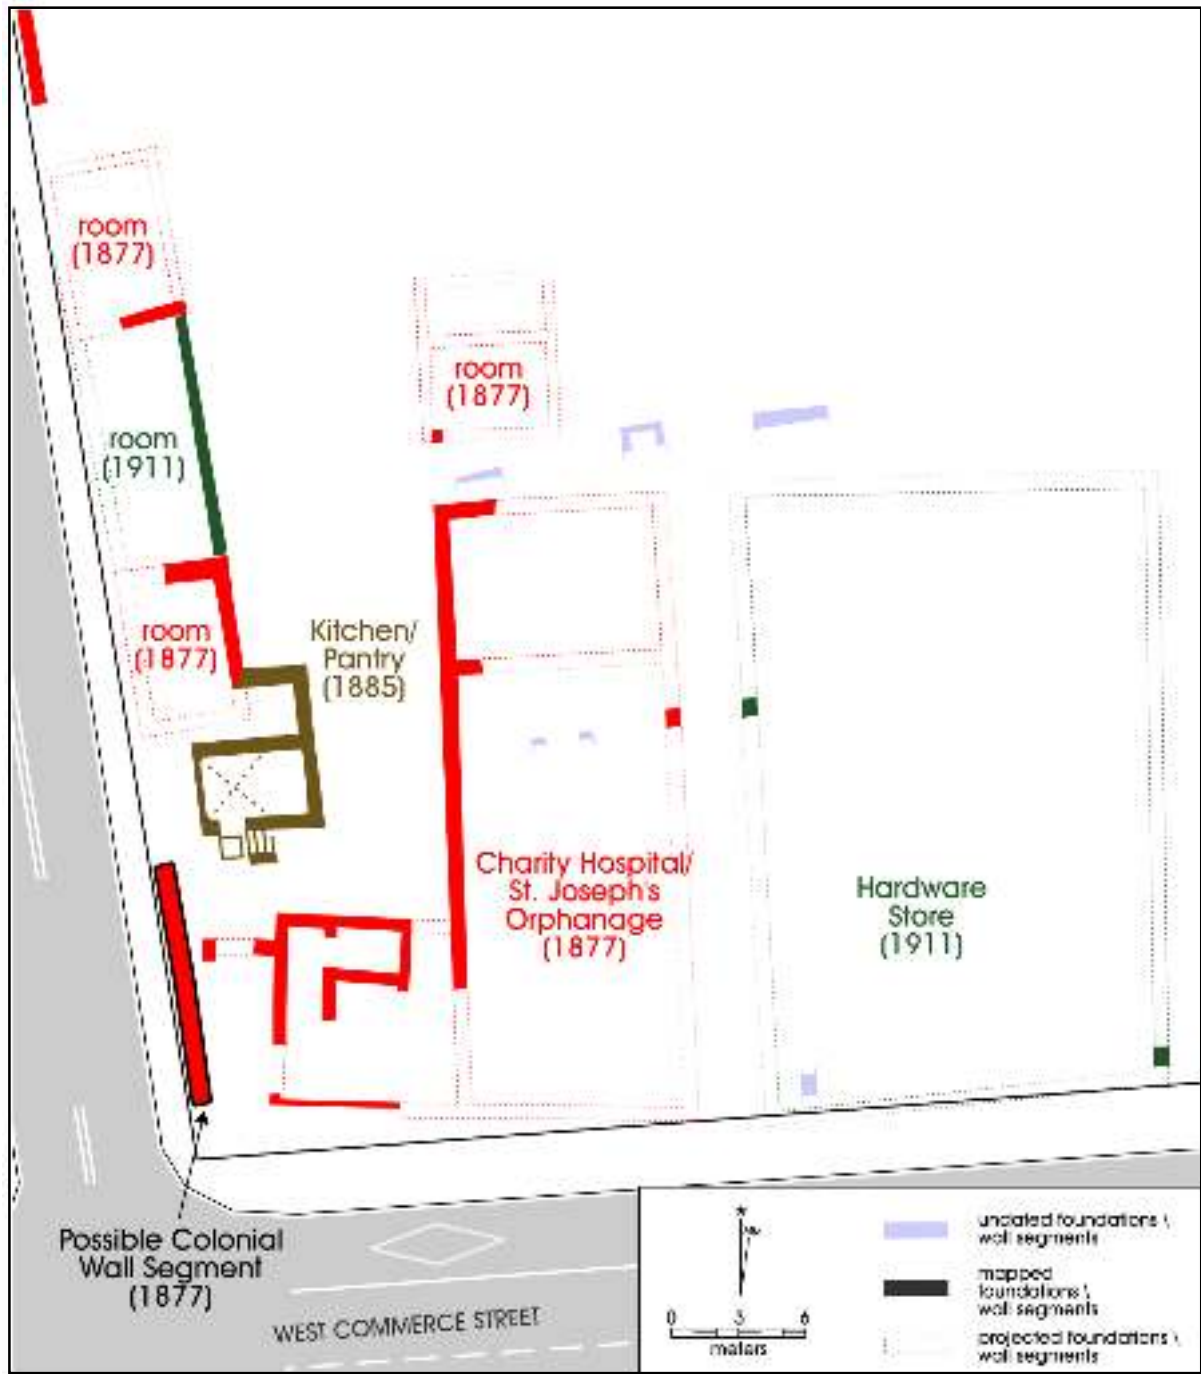 room
(1877)
room
(1877)
room
(1911)
room
(1877)
Kitchen/
Pantry
(1885)
Charity Hospital/
St. Joseph's
Orphanage
(1877)
Hardware
Store
(1911)
Possible Colonial
Wall Segment
(1877)
WEST COMMERCE STREET
0 3 6
meters
undated foundations \
wall segments
mapped
foundations \
wall segments
projected foundations \
wall segments